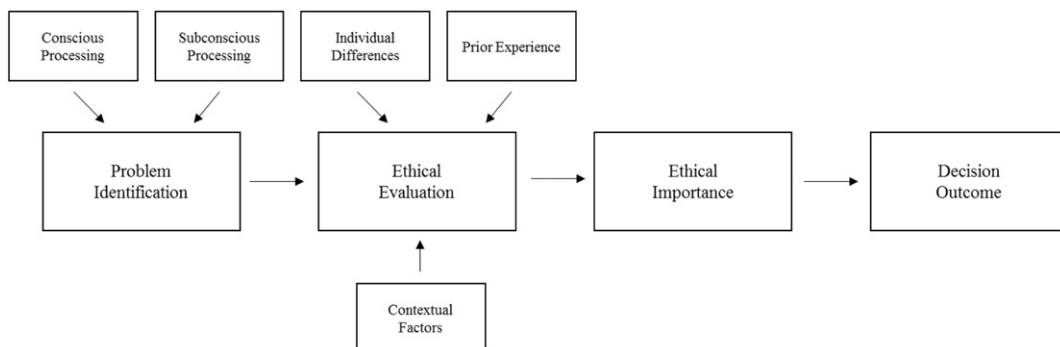 Conscious
Processing
Subconscious
Processing
Individual
Differences
Prior Experience
Problem
Identification
Ethical
Evaluation
Ethical
Importance
Decision
Outcome
Contextual
Factors